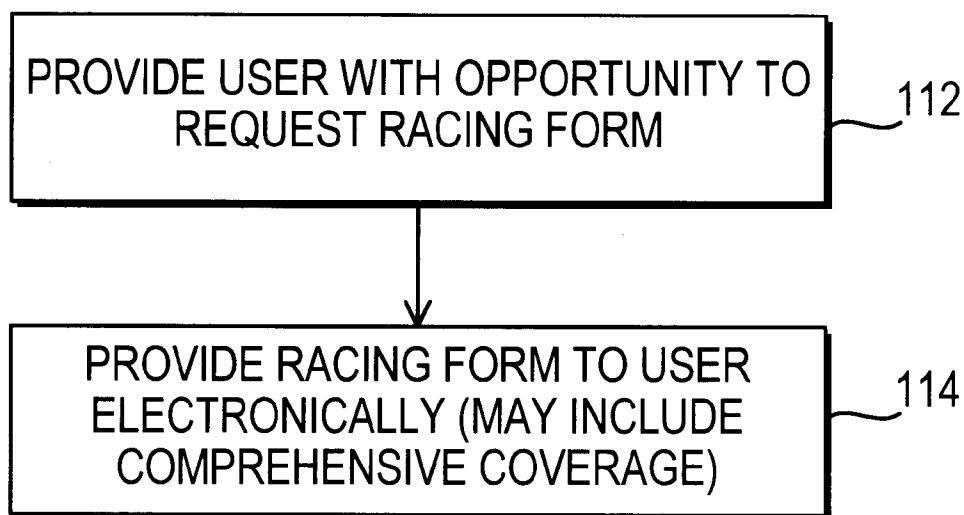 PROVIDE USER WITH OPPORTUNITY TO
REQUEST RACING FORM
112
PROVIDE RACING FORM TO USER
ELECTRONICALLY (MAY INCLUDE
COMPREHENSIVE COVERAGE)
114